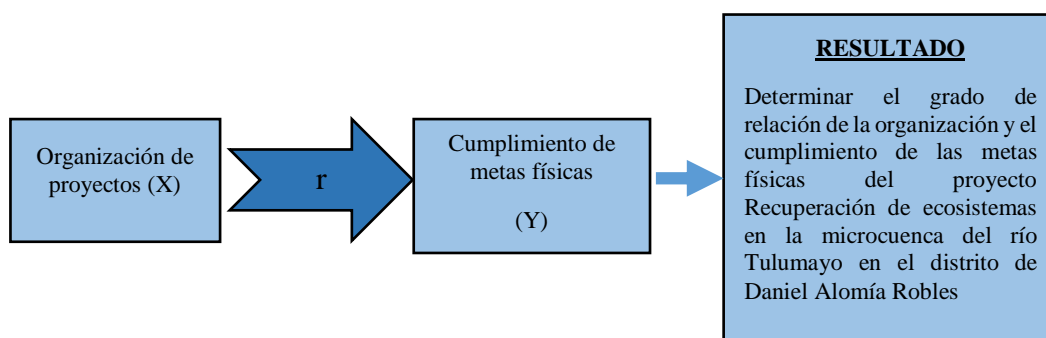 Organización de
proyectos (X)
r
Cumplimiento de
metas físicas
(Y)
RESULTADO
Determinar el grado de
relación de la organización y el
cumplimiento de las metas
físicas del proyecto
Recuperación de ecosistemas
en la microcuenca del río
Tulumayo en el distrito de
Daniel Alomía Robles